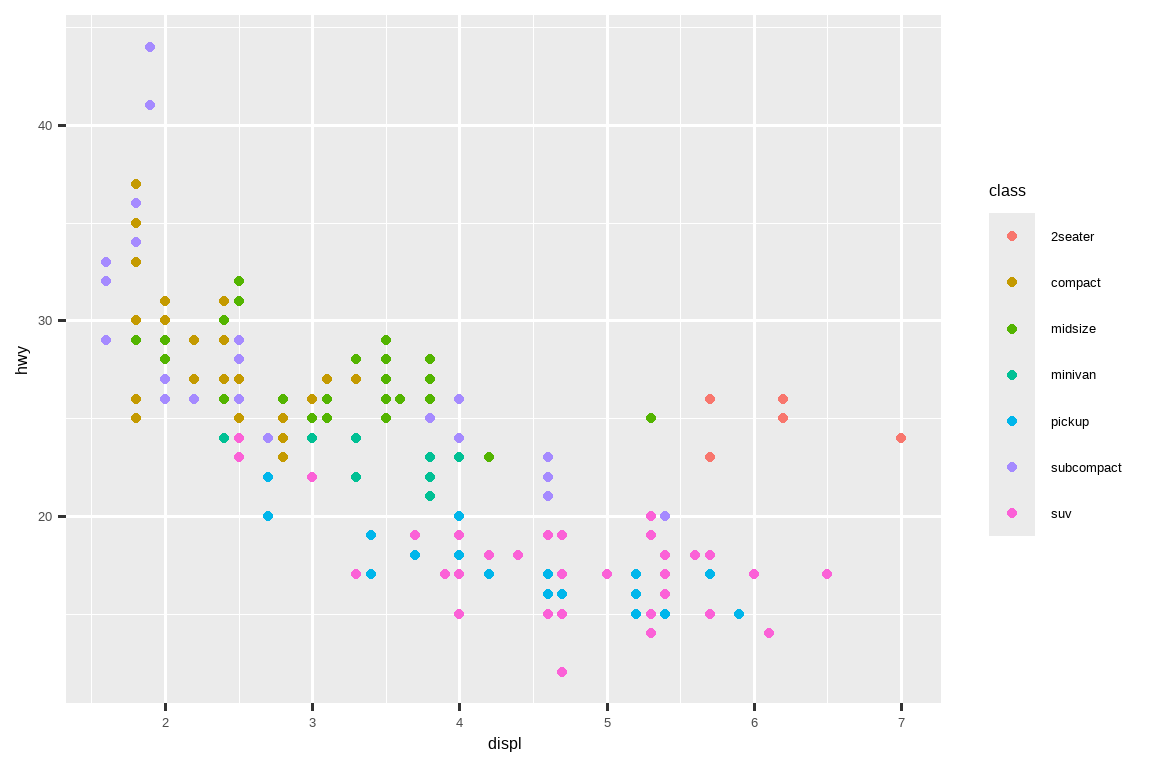 40
30
20
hwy
2
3
4
5
6
7
displ
class
2seater
compact
midsize
minivan
pickup
subcompact
suv